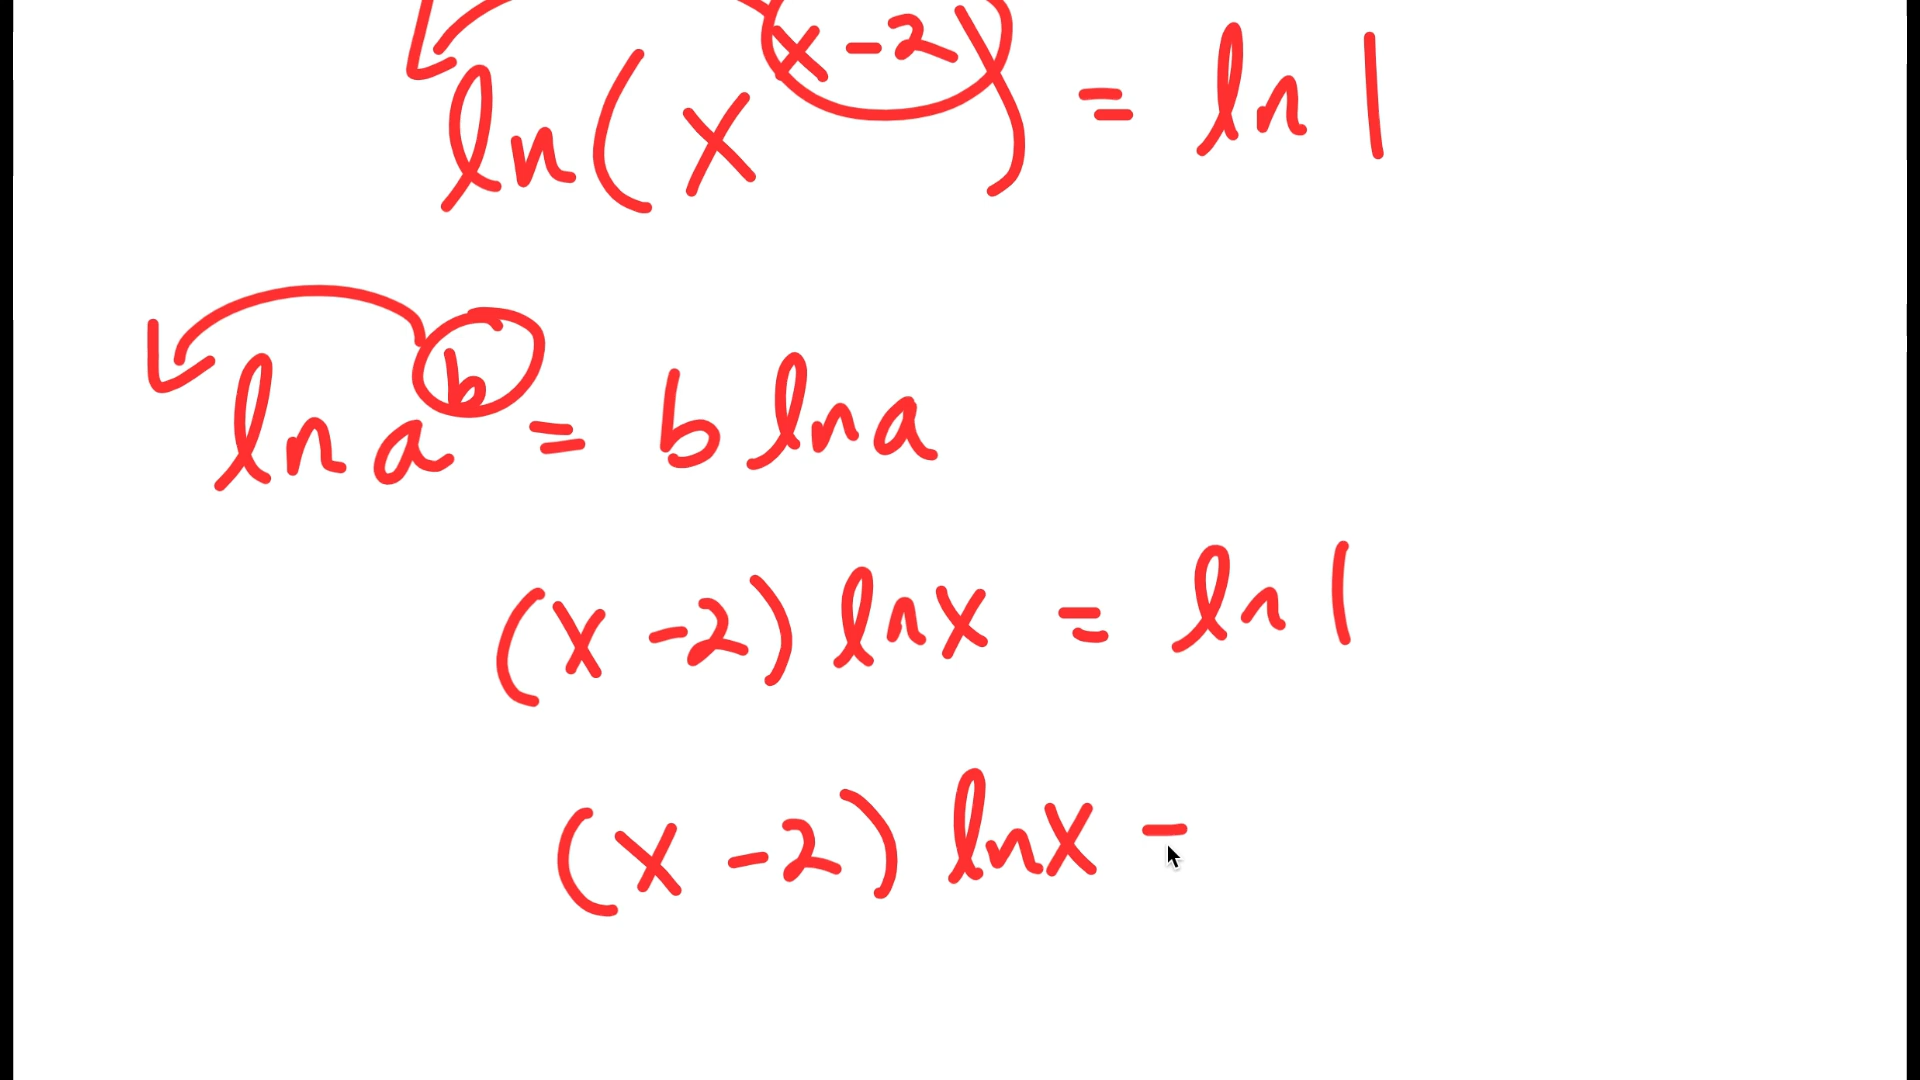 ln(x^(x-2)) = ln 1
ln a^b = b ln a
(x-2) ln x = ln 1
(x-2) ln x -